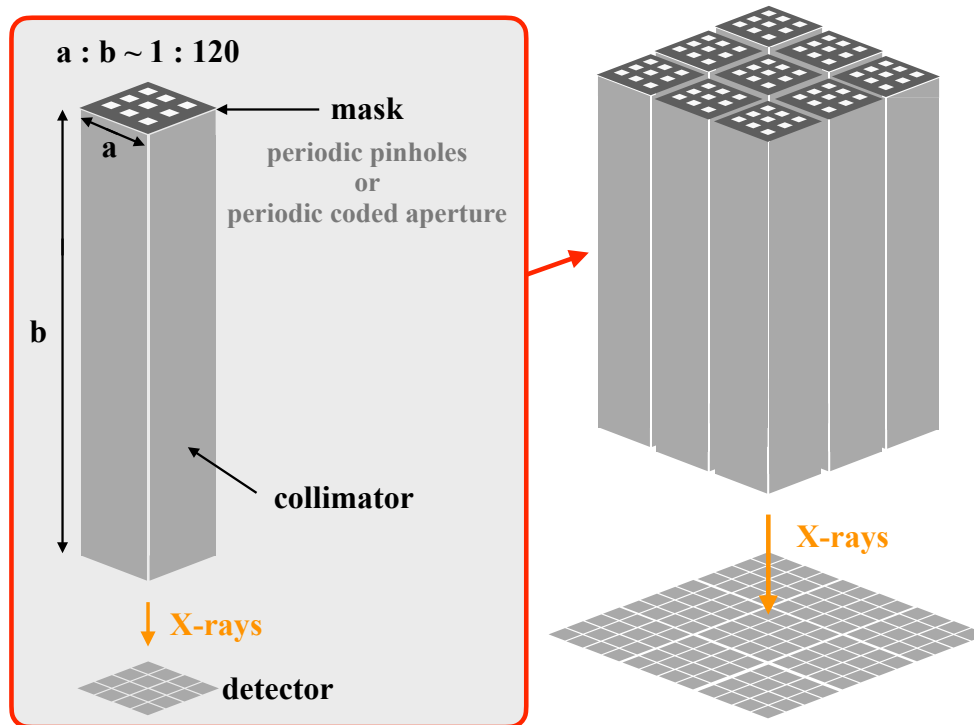 a : b ~ 1 : 120
mask
a
periodic pinholes
or
periodic coded aperture
b
collimator
X-rays
detector
X-rays